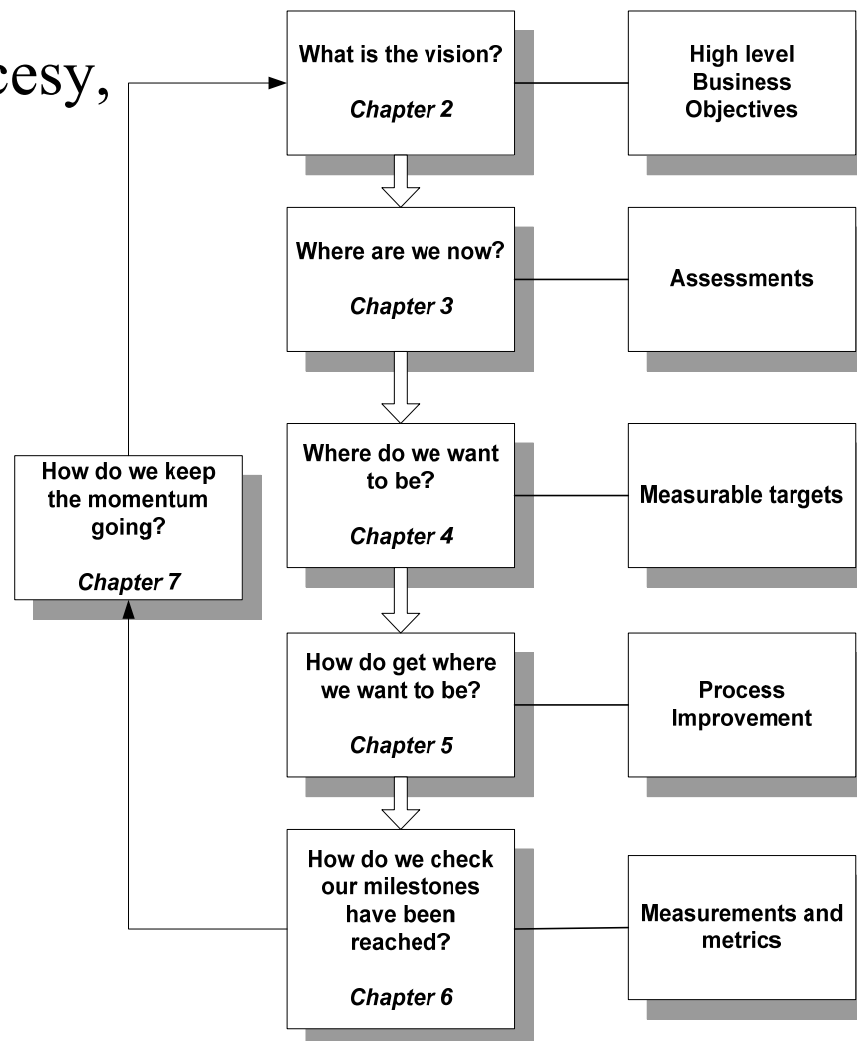 cesy,
What is the vision?
Chapter 2
High level
Business
Objectives
Where are we now?
Chapter 3
Assessments
Where do we want
to be?
Chapter 4
Measurable targets
How do we keep
the momentum
going?
Chapter 7
How do get where
we want to be?
Chapter 5
Process
Improvement
How do we check
our milestones
have been
reached?
Chapter 6
Measurements and
metrics